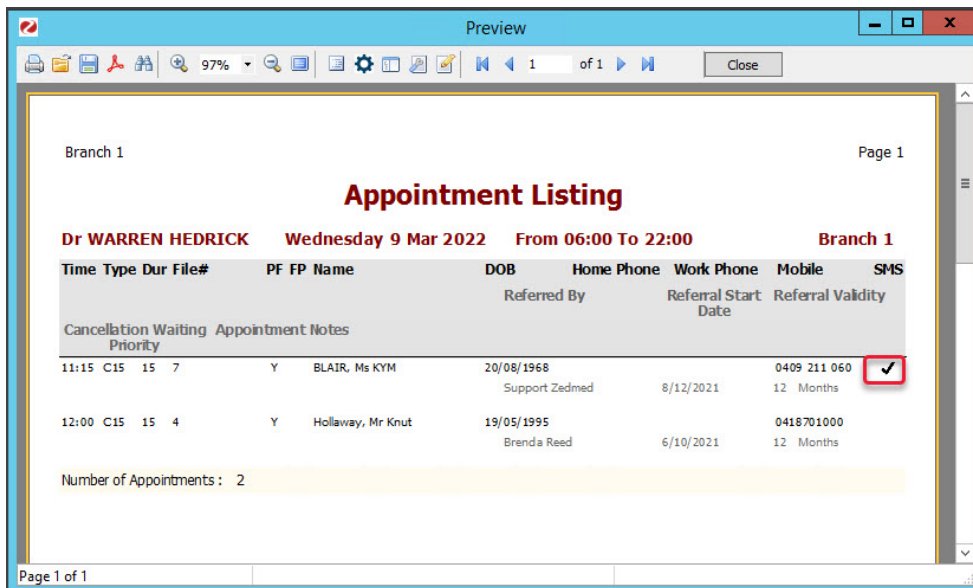 Preview
97% 1 of 1 Close
Branch 1 Page 1
Appointment Listing
Dr WARREN HEDRICK Wednesday 9 Mar 2022 From 06:00 To 22:00 Branch 1
Time Type Dur File# PF FP Name DOB Home Phone Work Phone Mobile SMS
Referred By Referral Start Date Referral Validity
Cancellation Waiting Priority Appointment Notes
11:15 C15 15 7 Y BLAIR, Ms KYM 20/08/1968 0409 211 060 ✓
Support Zedmed 8/12/2021 12 Months
12:00 C15 15 4 Y Hollaway, Mr Knut 19/05/1995 0418701000
Brenda Reed 6/10/2021 12 Months
Number of Appointments : 2
Page 1 of 1